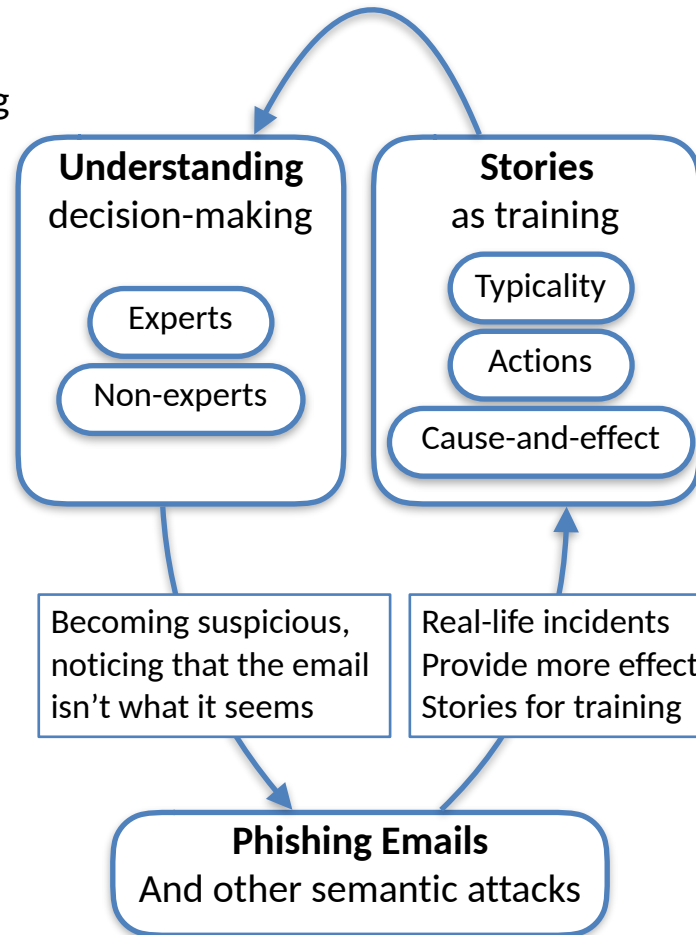 g
Understanding
decision-making
Experts
Non-experts
Stories
as training
Typicality
Actions
Cause-and-effect
Becoming suspicious,
noticing that the email
isn’t what it seems
Real-life incidents
Provide more effect
Stories for training
Phishing Emails
And other semantic attacks